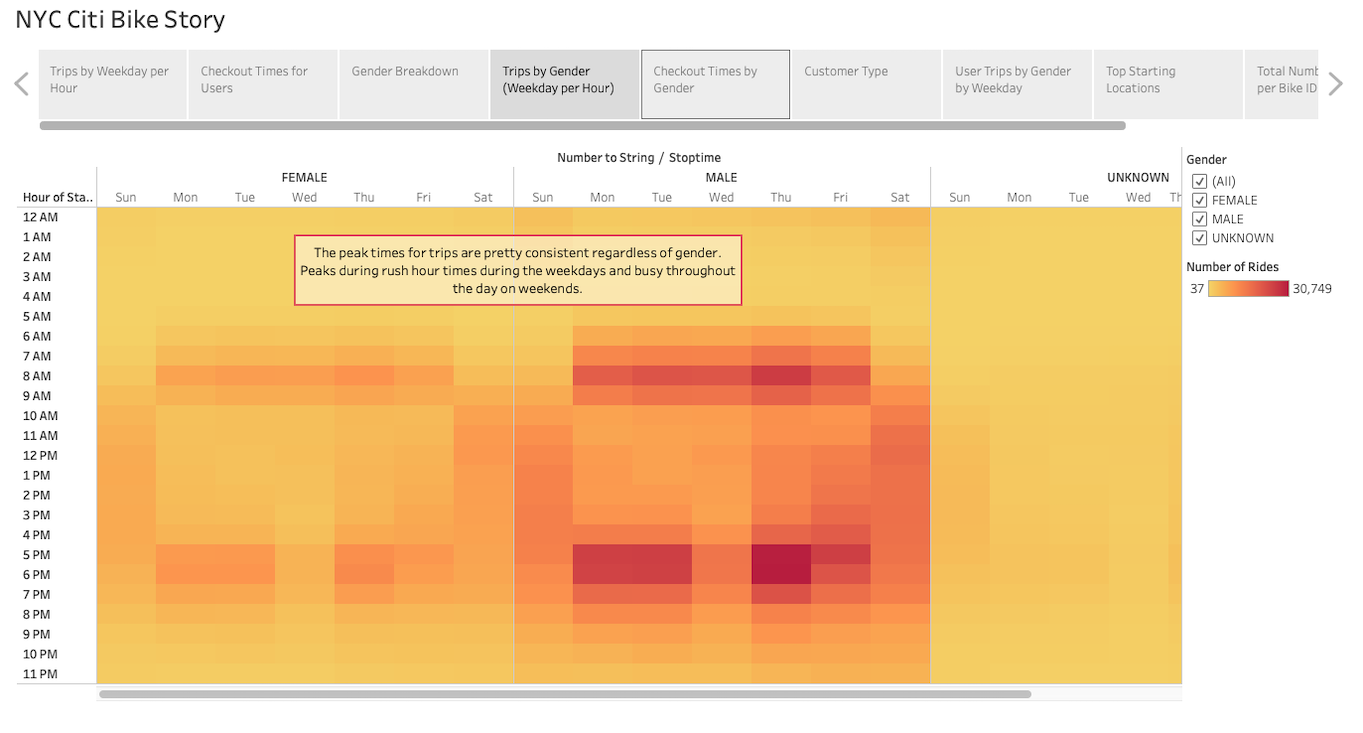 NYC Citi Bike Story
Trips by Weekday per
Hour
Checkout Times for
Users
Gender Breakdown
Trips by Gender
(Weekday per Hour)
Checkout Times by
Gender
Customer Type
User Trips by Gender
by Weekday
Top Starting
Locations
Total Numb
per Bike ID
Number to String / Stoptime
FEMALE MALE UNKNOWN
Hour of Sta.. Sun Mon Tue Wed Thu Fri Sat Sun Mon Tue Wed Thu Fri Sat Sun Mon Tue Wed Th
12 AM
1 AM
2 AM
3 AM
4 AM
5 AM
6 AM
7 AM
8 AM
9 AM
10 AM
11 AM
12 PM
1 PM
2 PM
3 PM
4 PM
5 PM
6 PM
7 PM
8 PM
9 PM
10 PM
11 PM
The peak times for trips are pretty consistent regardless of gender.
Peaks during rush hour times during the weekdays and busy throughout
the day on weekends.
Gender
(All)
FEMALE
MALE
UNKNOWN
Number of Rides
37 30,749